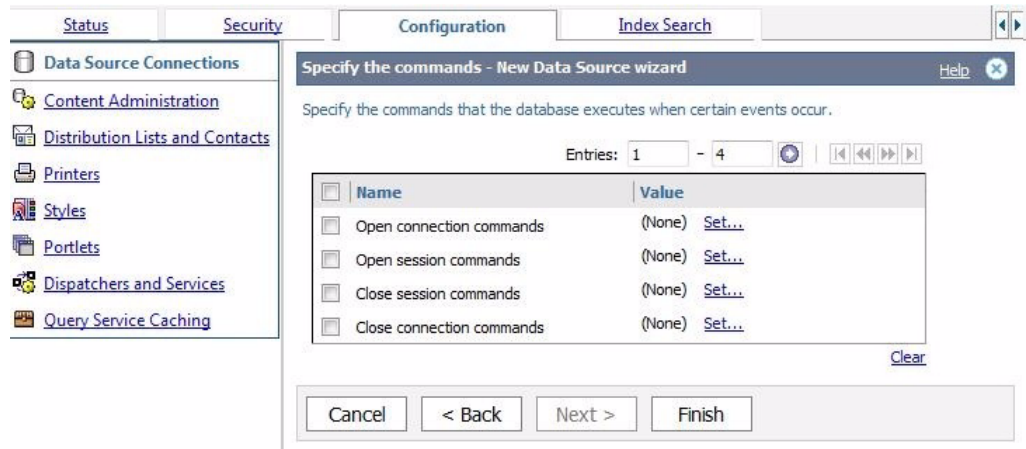 Status Security Configuration Index Search
Data Source Connections
Content Administration
Distribution Lists and Contacts
Printers
Styles
Portlets
Dispatchers and Services
Query Service Caching
Specify the commands - New Data Source wizard Help
Specify the commands that the database executes when certain events occur.
Entries: 1 - 4
Name Value
Open connection commands (None) Set...
Open session commands (None) Set...
Close session commands (None) Set...
Close connection commands (None) Set...
Clear
Cancel < Back Next > Finish